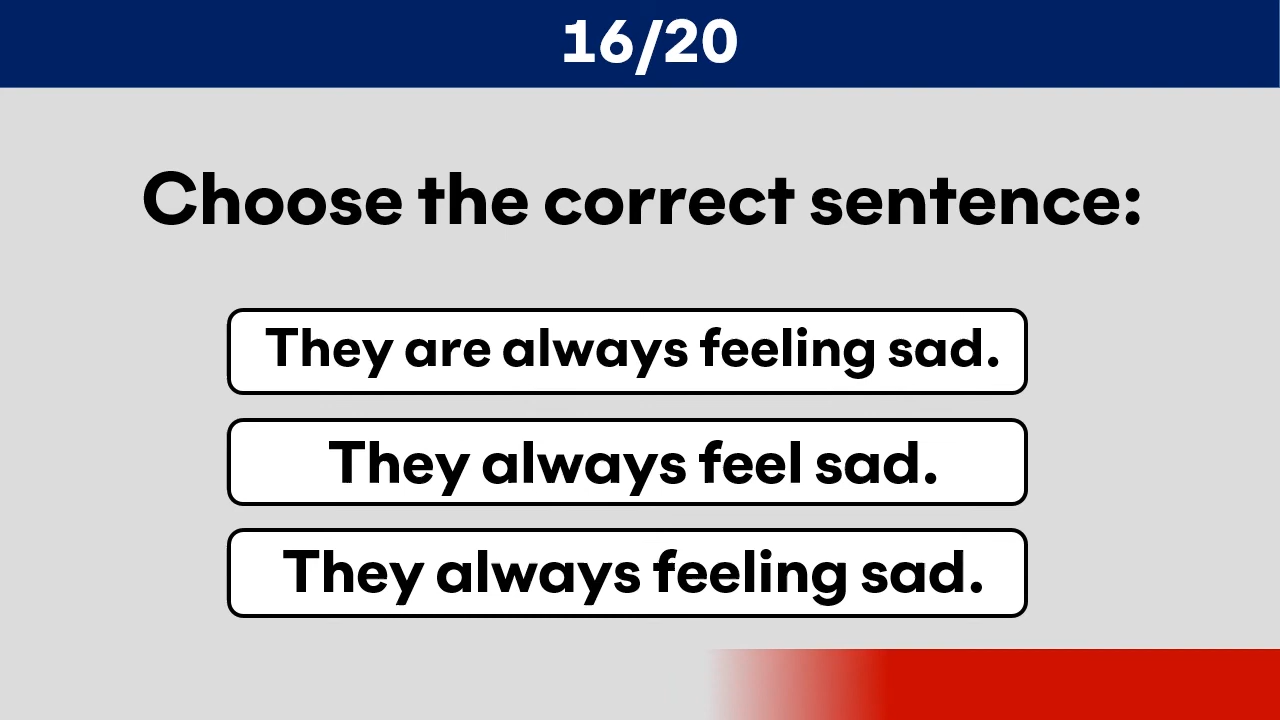 16/20
Choose the correct sentence:
They are always feeling sad.
They always feel sad.
They always feeling sad.